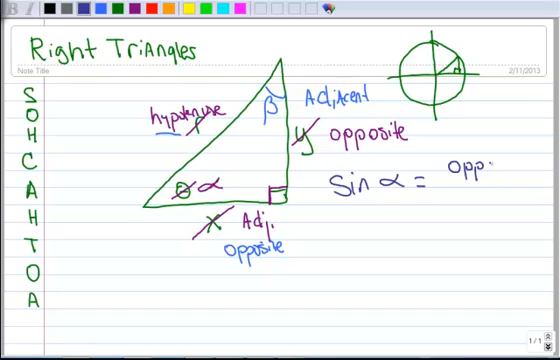 Right Triangles
Note Title
2/11/2013
S
O
H
C
A
H
T
O
A
hypotenuse
r
β
Adjacent
y opposite
θ α
x Adj.
opposite
Sin α = opp.
1/1